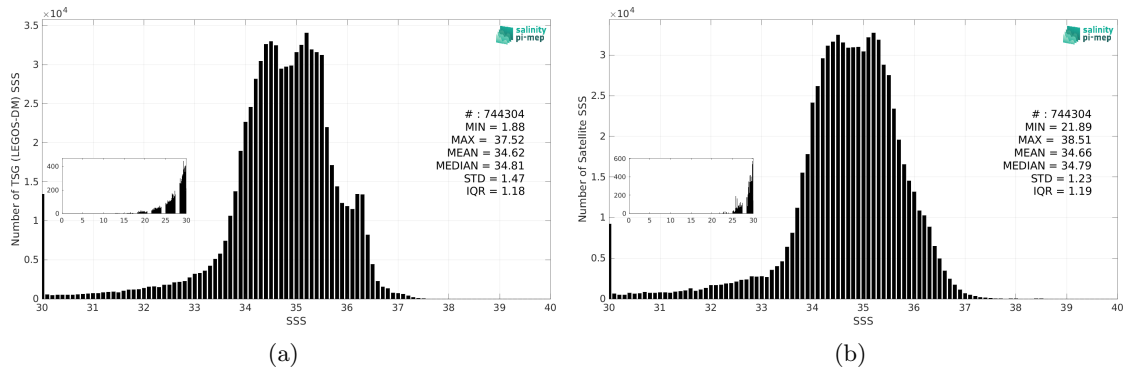 ×10⁴
salinity
pi-mep
Number of TSG (LEGOS-DM) SSS
3.5
3
2.5
2
1.5
1
0.5
0
# : 744304
MIN = 1.88
MAX = 37.52
MEAN = 34.62
MEDIAN = 34.81
STD = 1.47
IQR = 1.18
400
200
0
0 5 10 15 20 25 30
30 31 32 33 34 35 36 37 38 39 40
SSS
(a)
×10⁴
salinity
pi-mep
Number of Satellite SSS
3
2.5
2
1.5
1
0.5
0
# : 744304
MIN = 21.89
MAX = 38.51
MEAN = 34.66
MEDIAN = 34.79
STD = 1.23
IQR = 1.19
600
400
200
0
0 5 10 15 20 25 30
30 31 32 33 34 35 36 37 38 39 40
SSS
(b)